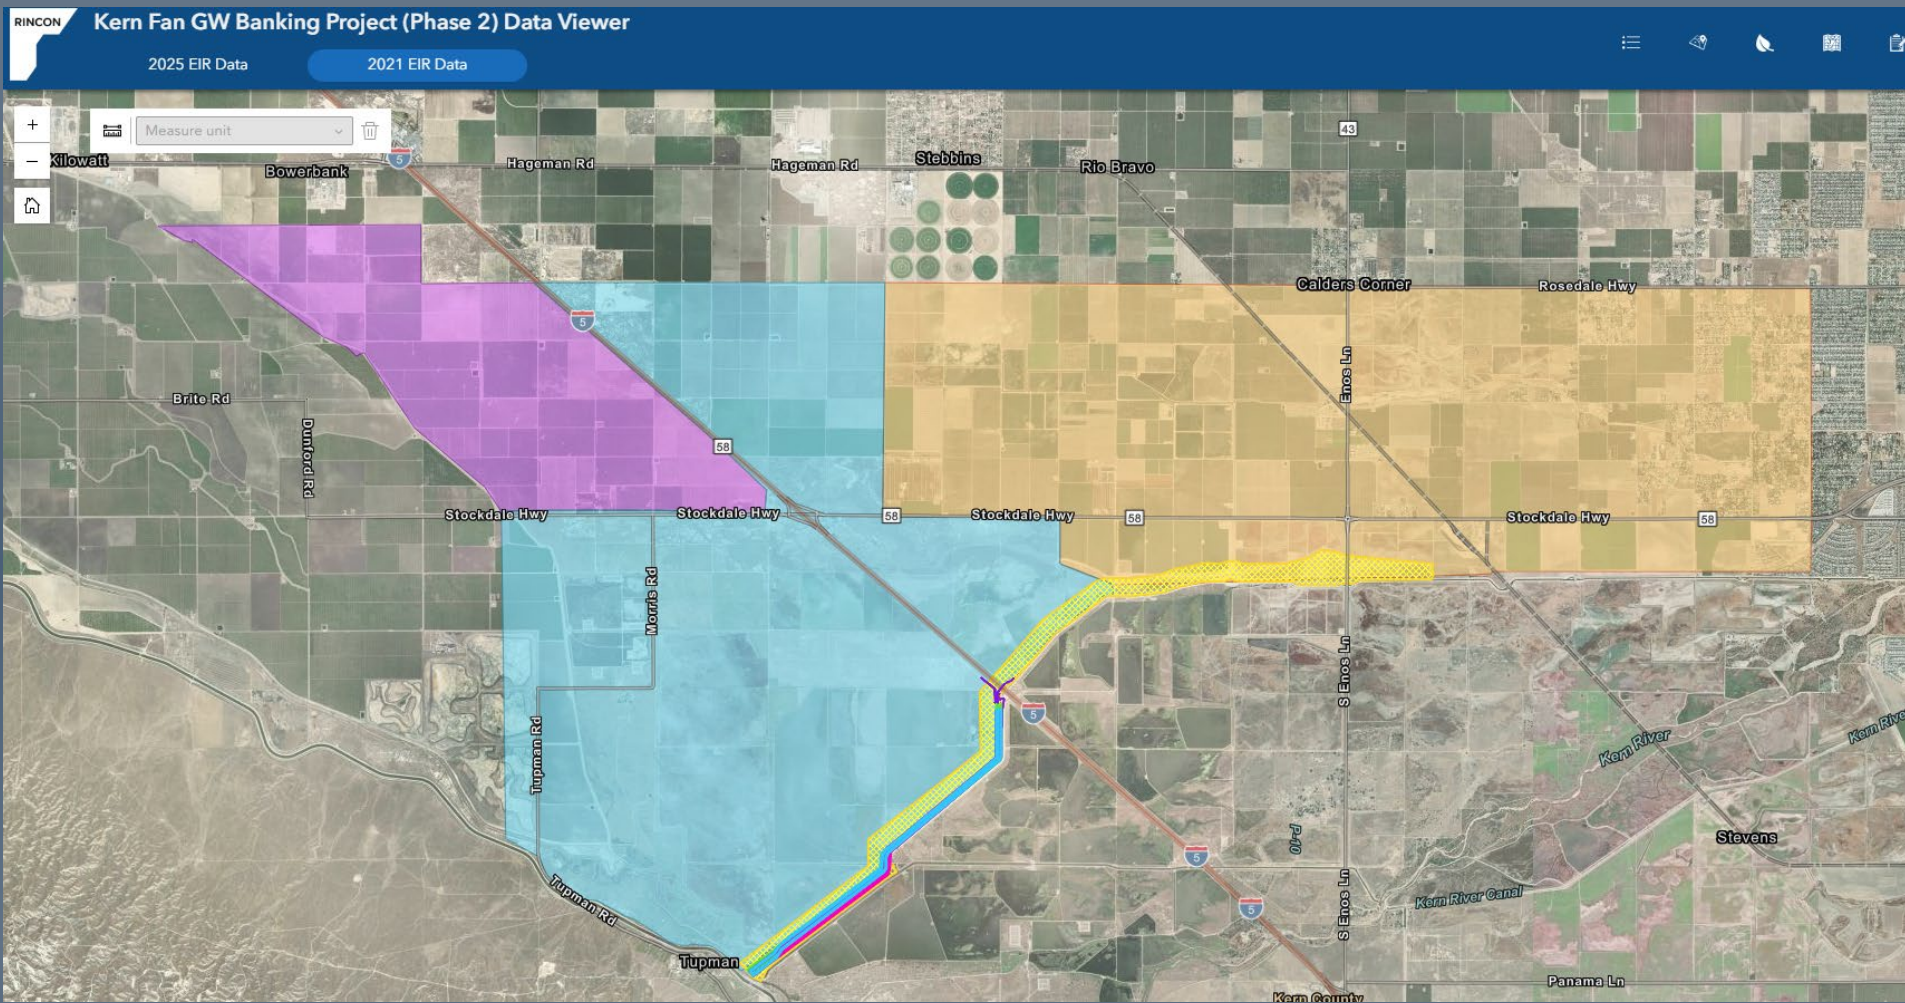 RINCON
Kern Fan GW Banking Project (Phase 2) Data Viewer
2025 EIR Data
2021 EIR Data
+
Measure unit
−
43
Kilowatt
Bowerbank
5
Hageman Rd
Hageman Rd
Stebbins
Rio Bravo
Calders Corner
Rosedale Hwy
5
Enos Ln
Brite Rd
Dunford Rd
58
Stockdale Hwy
Stockdale Hwy
58
Stockdale Hwy
58
Stockdale Hwy
58
Morris Rd
S Enos Ln
5
Tupman Rd
Kern River
Kern Rive
P-10
Stevens
5
Tupman Rd
5
S Enos Ln
Kern River Canal
Tupman
Panama Ln
Kern County